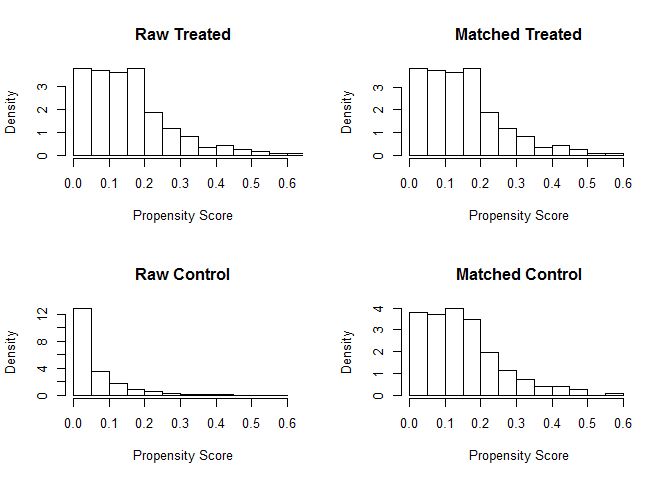 Raw Treated
Density
0 1 2 3
0.0 0.1 0.2 0.3 0.4 0.5 0.6
Propensity Score
Matched Treated
Density
0 1 2 3
0.0 0.1 0.2 0.3 0.4 0.5 0.6
Propensity Score
Raw Control
Density
0 4 8 12
0.0 0.1 0.2 0.3 0.4 0.5 0.6
Propensity Score
Matched Control
Density
0 1 2 3 4
0.0 0.1 0.2 0.3 0.4 0.5 0.6
Propensity Score